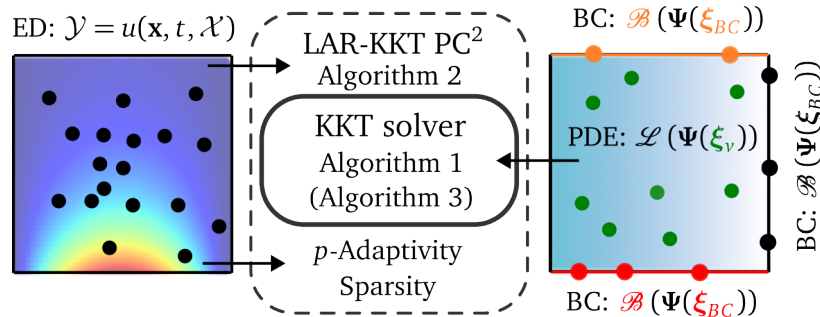 ED: 𝒴 = u(𝐱, t, 𝒳)
LAR-KKT PC²
Algorithm 2
KKT solver
Algorithm 1
(Algorithm 3)
p-Adaptivity
Sparsity
BC: ℬ (𝚿(𝝃_BC))
PDE: ℒ (𝚿(𝝃_v))
BC: ℬ (𝚿(𝝃_BC))
BC: ℬ (𝚿(𝝃_BC))